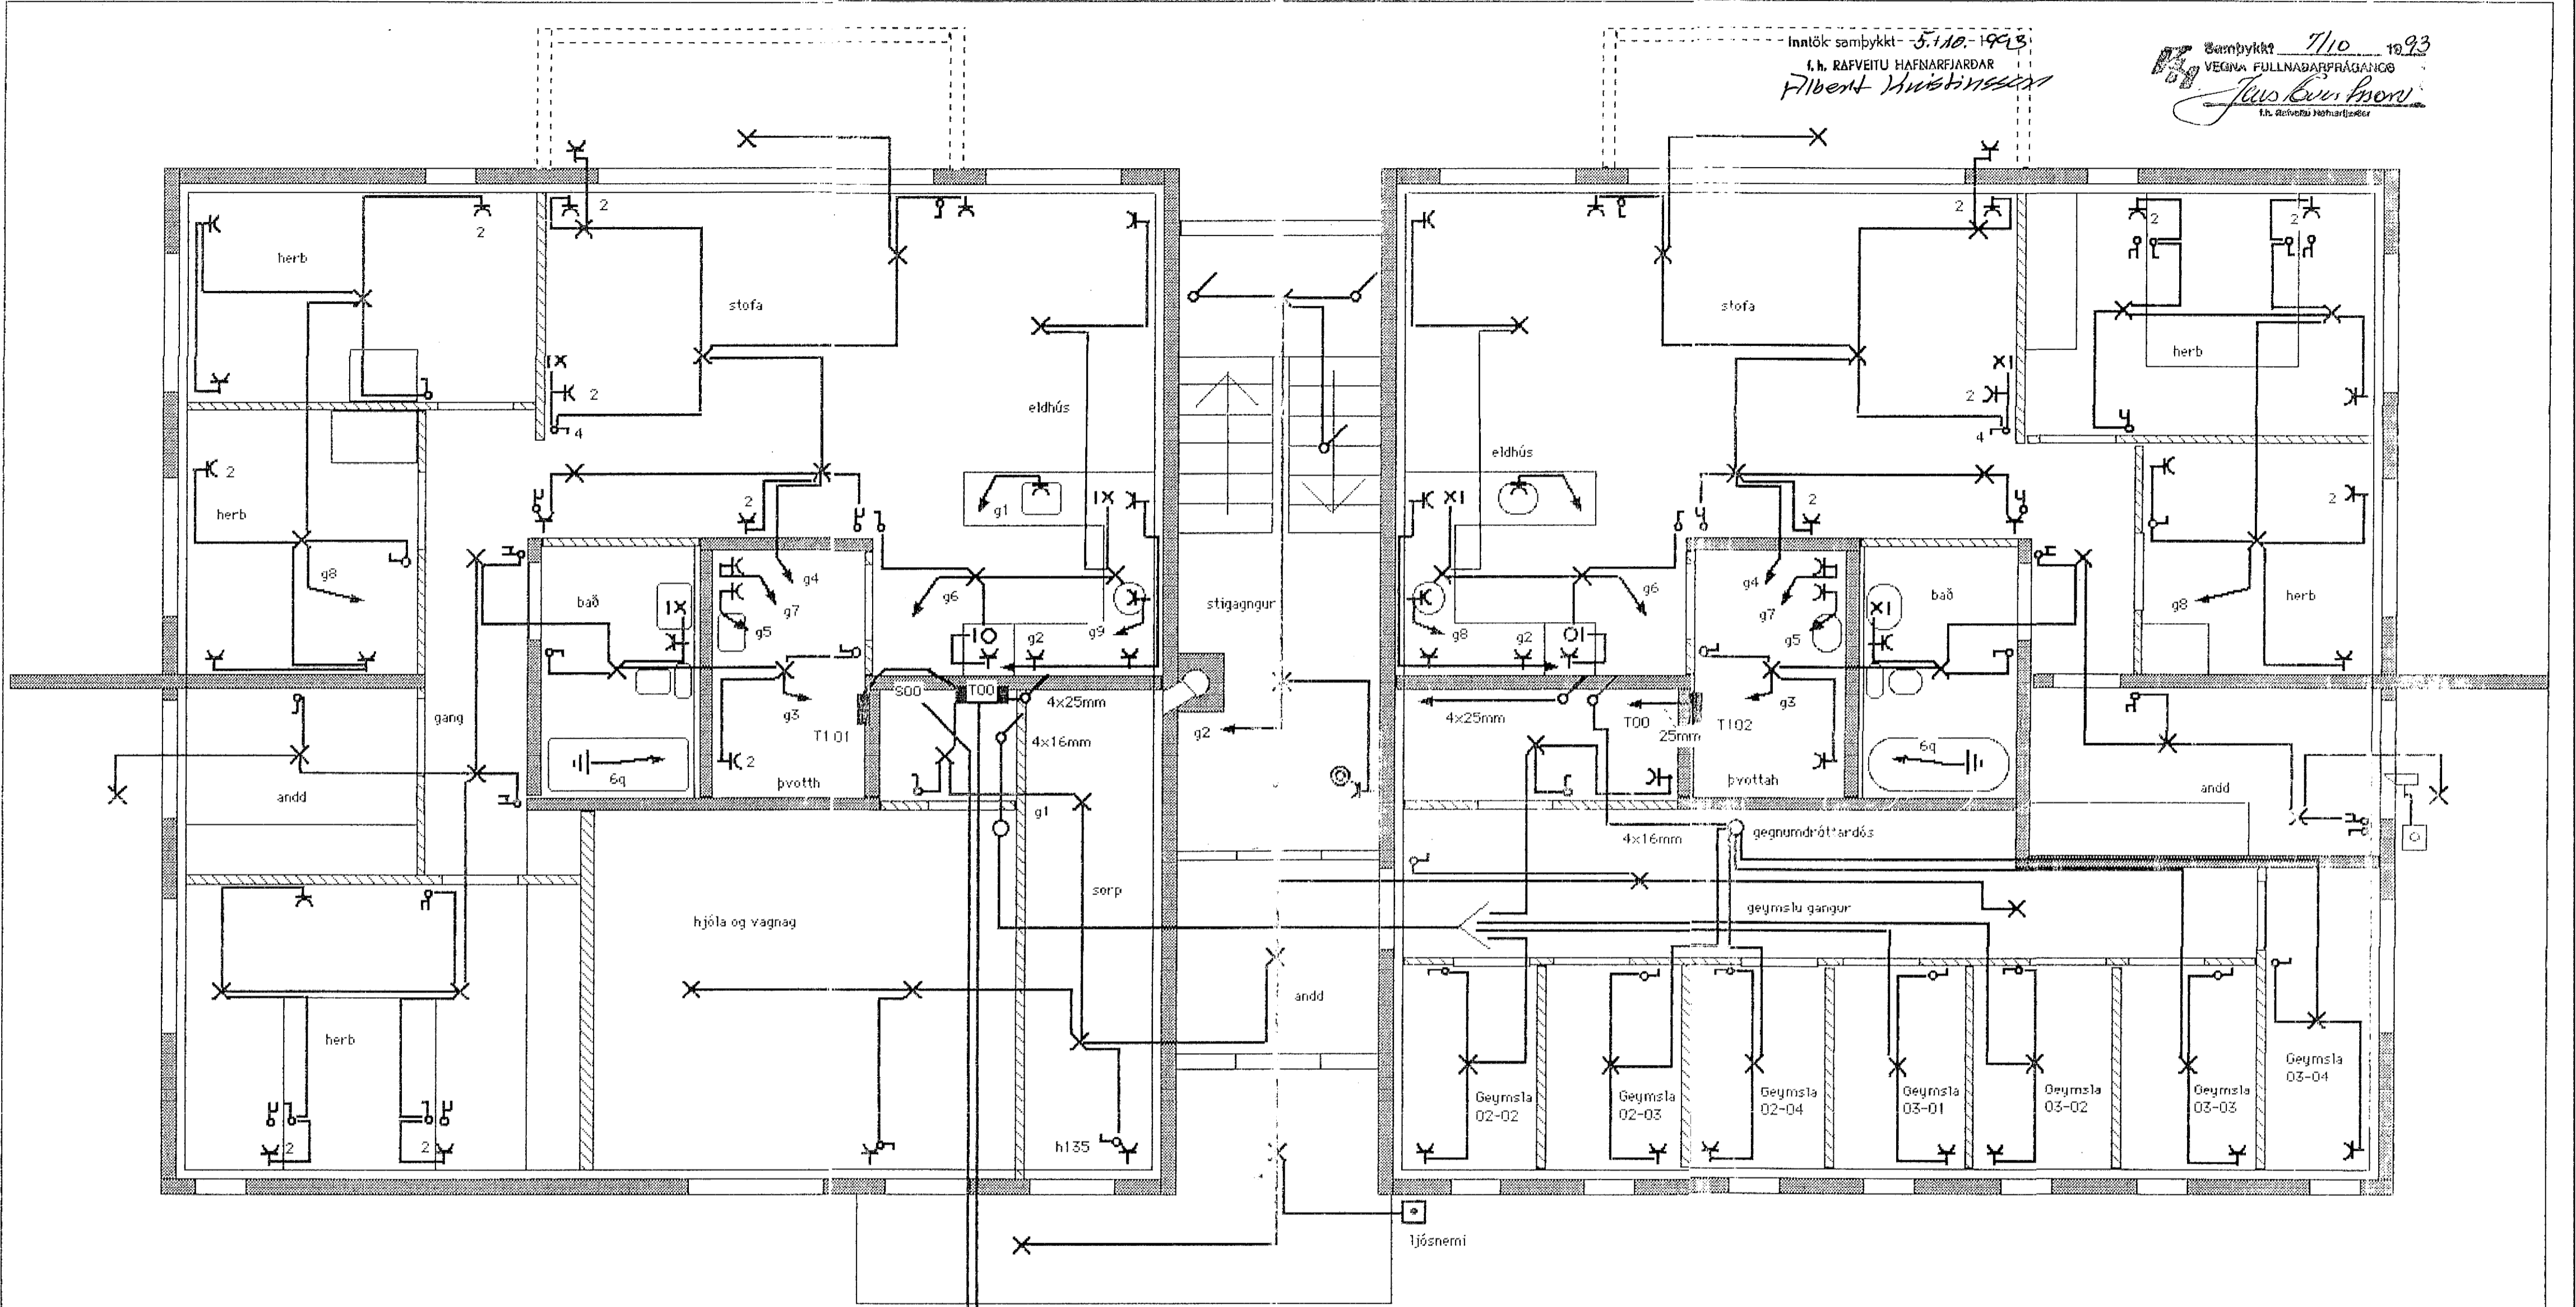 Inntök samþykkt 5.10.1993
f.h. RAFVEITU HAFNARFJARÐAR
Albert Kristinsson
Samþykkt 7/10 1993
VEGNA FULLNAÐARFRÁGANGS
f.h. Rafveitu Hafnarfjarðar
2
2
2
2
2
herb
stofa
stofa
herb
2
4
eldhús
2
4
eldhús
2
herb
g1
2
2
2
g8
bað
g4
g7
g5
g6
g2
g9
stigagngur
g8
g2
g6
g4
g7
g5
bað
g8
herb
gang
S00
T00
4x25mm
g3
T101
4x16mm
g2
4x25mm
T00
25mm
T102
g3
6q
2
þvotth
andd
þvottah
6q
andd
g1
4x16mm
gegnumdráttardós
sorp
hjóla og vagnag
geymslu gangur
andd
herb
2
2
h135
Geymsla
02-02
Geymsla
02-03
Geymsla
02-04
Geymsla
03-01
Geymsla
03-02
Geymsla
03-03
Geymsla
03-04
ljósnemi